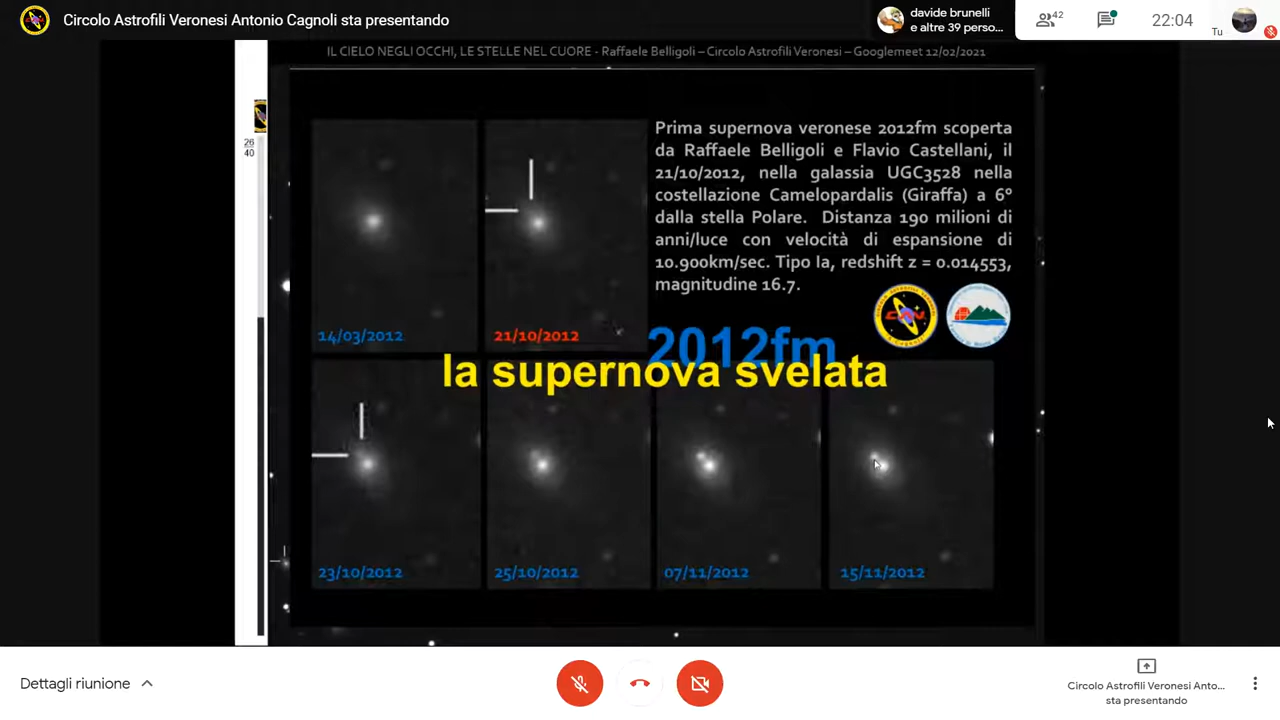 Circolo Astrofili Veronesi Antonio Cagnoli sta presentando
davide brunelli
e altre 39 perso...
42
22:04
Tu
IL CIELO NEGLI OCCHI, LE STELLE NEL CUORE - Raffaele Belligoli – Circolo Astrofili Veronesi – Googlemeet 12/02/2021
26
40
Prima supernova veronese 2012fm scoperta
da Raffaele Belligoli e Flavio Castellani, il
21/10/2012, nella galassia UGC3528 nella
costellazione Camelopardalis (Giraffa) a 6°
dalla stella Polare. Distanza 190 milioni di
anni/luce con velocità di espansione di
10.900km/sec. Tipo Ia, redshift z = 0.014553,
magnitudine 16.7.
14/03/2012
21/10/2012
2012fm
la supernova svelata
23/10/2012
25/10/2012
07/11/2012
15/11/2012
Dettagli riunione
Circolo Astrofili Veronesi Anto...
sta presentando